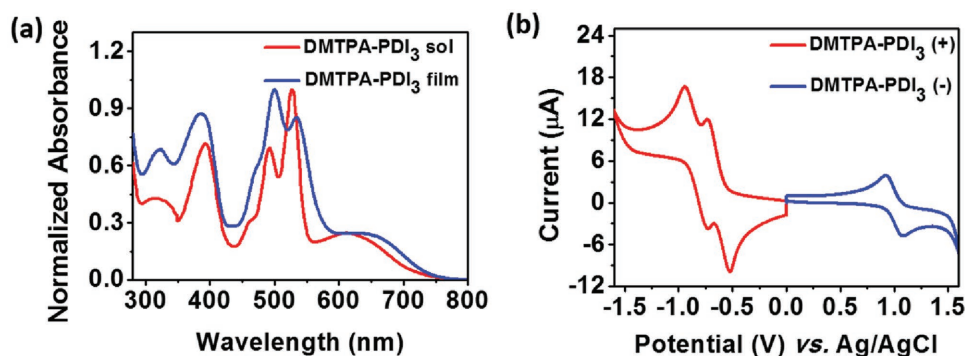 (a)
Normalized Absorbance
1.2
0.9
0.6
0.3
0.0
DMTPA-PDI₃ sol
DMTPA-PDI₃ film
300 400 500 600 700 800
Wavelength (nm)
(b)
Current (μA)
24
18
12
6
0
-6
-12
DMTPA-PDI₃ (+)
DMTPA-PDI₃ (-)
-1.5 -1.0 -0.5 0.0 0.5 1.0 1.5
Potential (V) vs. Ag/AgCl